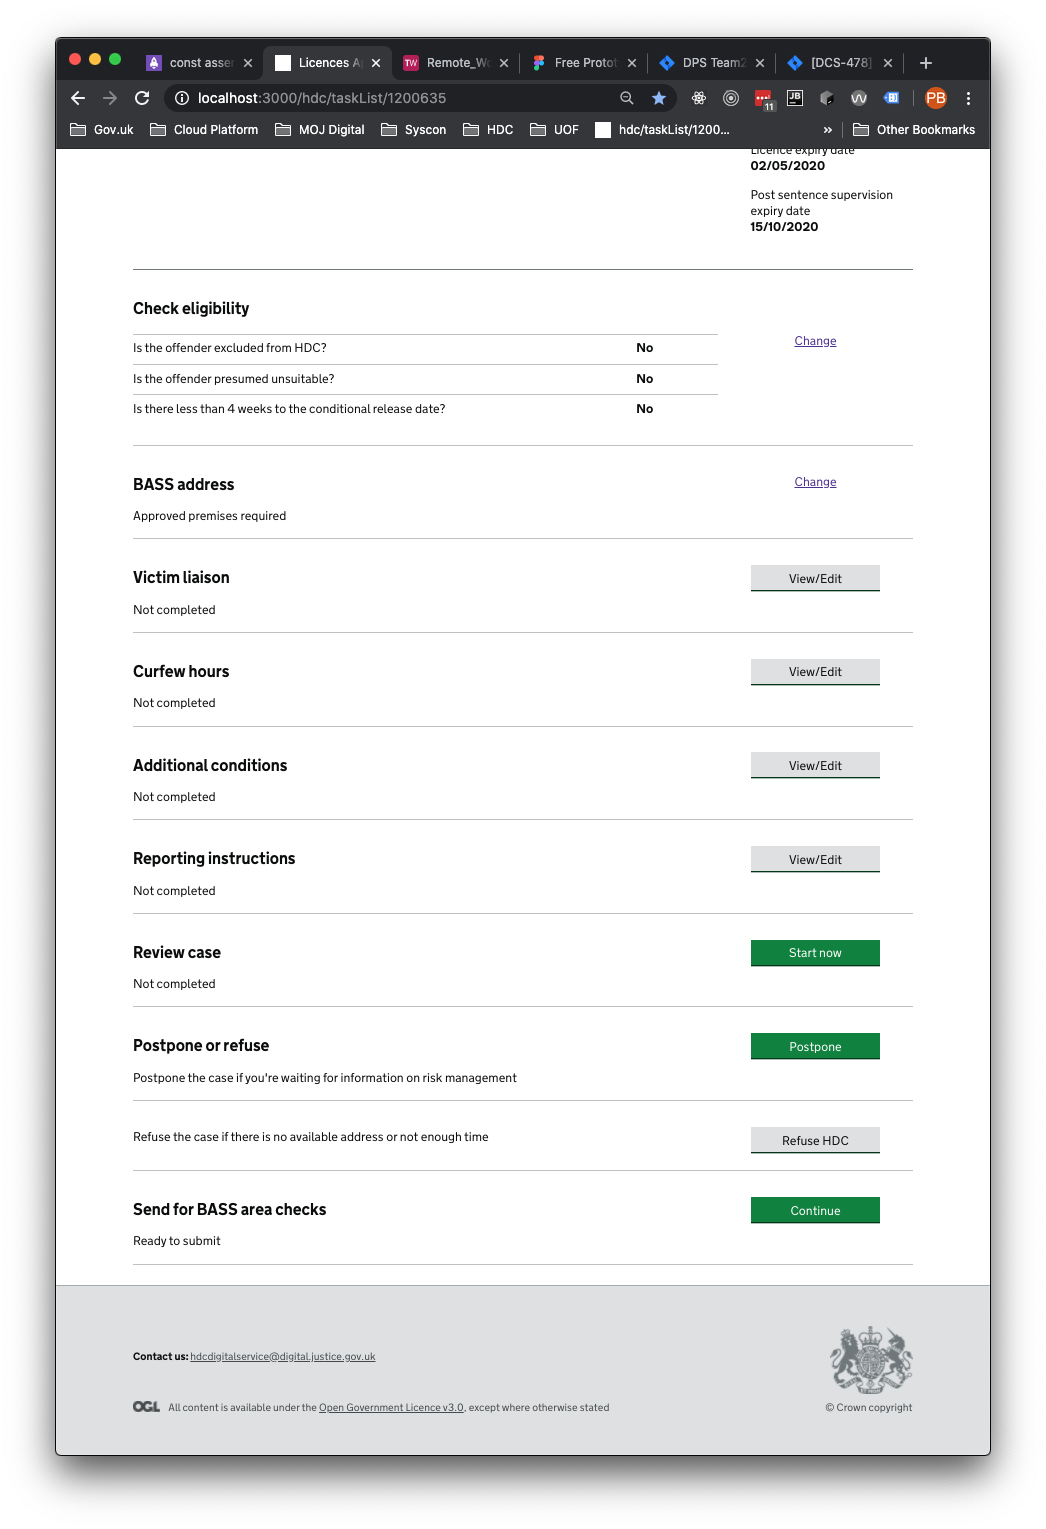 const asser
Licences A
Remote_Wo
Free Protot
DPS Team2
[DCS-478]
localhost:3000/hdc/taskList/1200635
11
JB
PB
Gov.uk
Cloud Platform
MOJ Digital
Syscon
HDC
UOF
hdc/taskList/1200...
»
Other Bookmarks
Licence expiry date
02/05/2020
Post sentence supervision
expiry date
15/10/2020
Check eligibility
Is the offender excluded from HDC? No
Change
Is the offender presumed unsuitable? No
Is there less than 4 weeks to the conditional release date? No
BASS address
Change
Approved premises required
Victim liaison
View/Edit
Not completed
Curfew hours
View/Edit
Not completed
Additional conditions
View/Edit
Not completed
Reporting instructions
View/Edit
Not completed
Review case
Start now
Not completed
Postpone or refuse
Postpone
Postpone the case if you're waiting for information on risk management
Refuse the case if there is no available address or not enough time
Refuse HDC
Send for BASS area checks
Continue
Ready to submit
Contact us: hdcdigitalservice@digital.justice.gov.uk
OGL All content is available under the Open Government Licence v3.0, except where otherwise stated
© Crown copyright